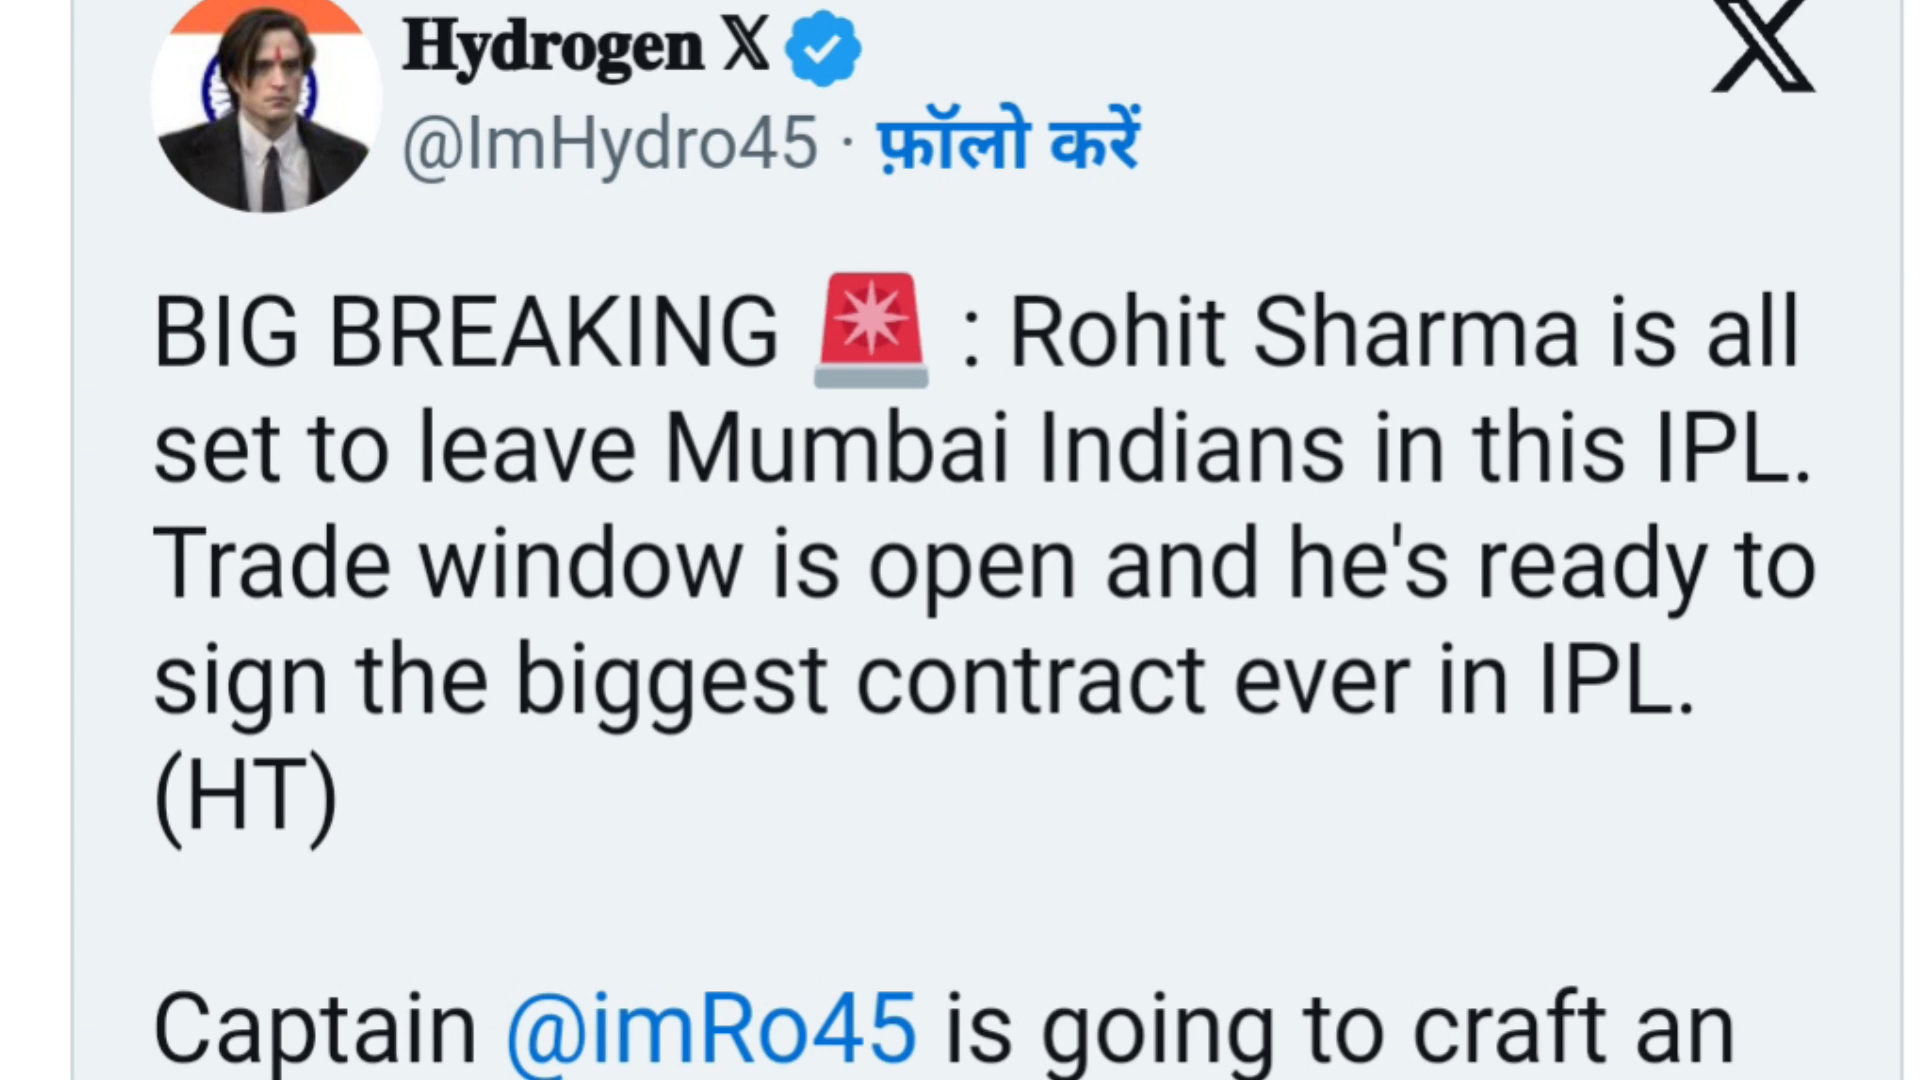 Hydrogen 𝕏
@ImHydro45 · फ़ॉलो करें
BIG BREAKING 🚨 : Rohit Sharma is all
set to leave Mumbai Indians in this IPL.
Trade window is open and he's ready to
sign the biggest contract ever in IPL.
(HT)
Captain @imRo45 is going to craft an